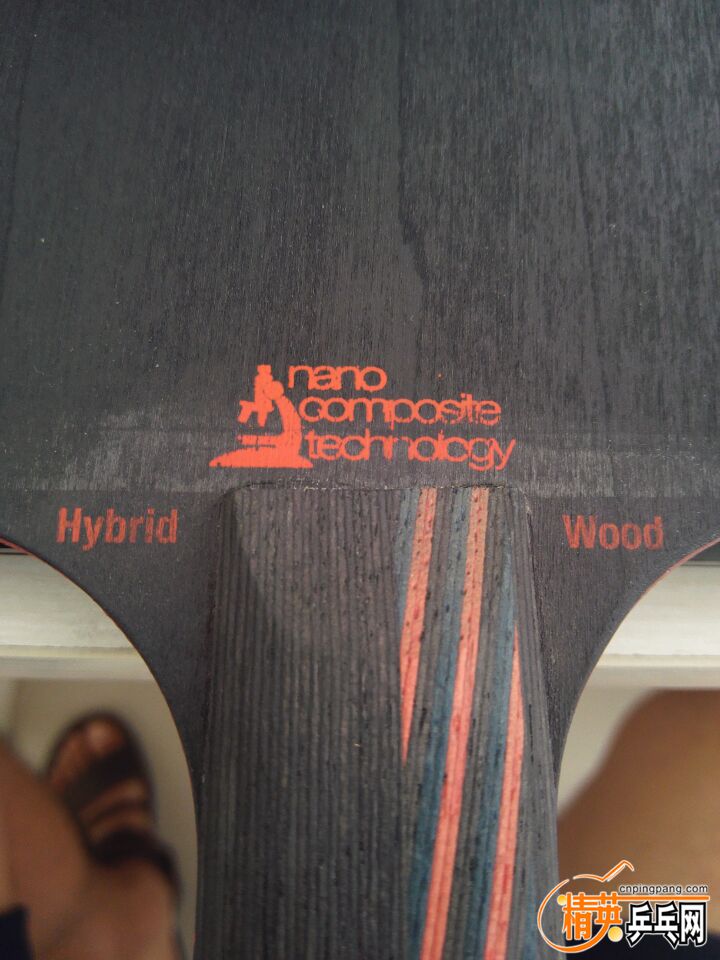 nano
composite
technology
Hybrid
Wood
cnpingpang.com
精英乒乓网